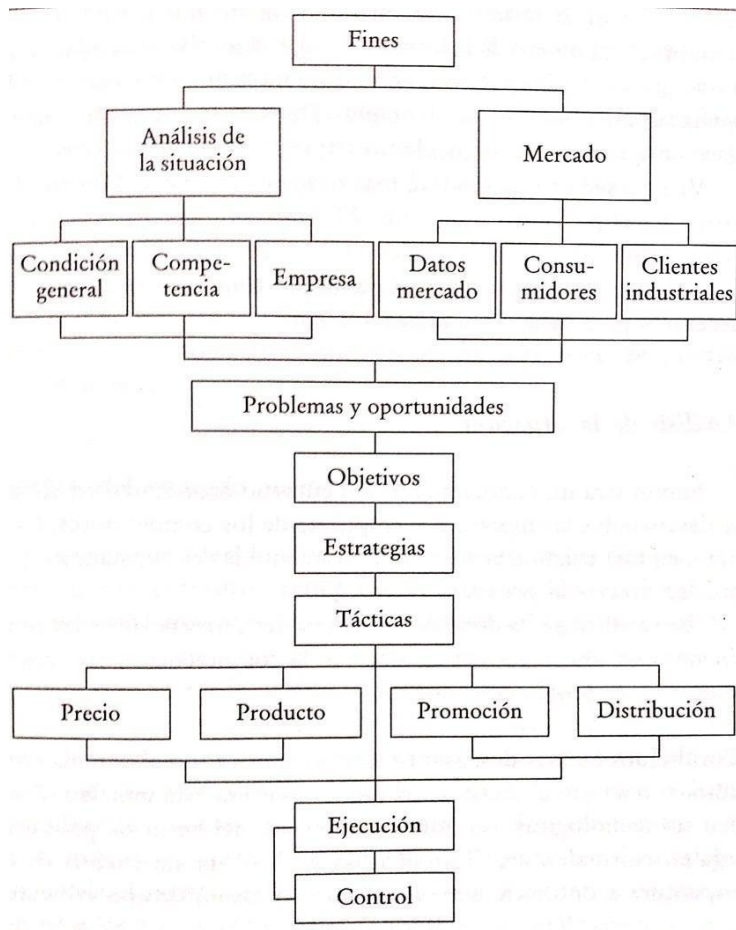 Fines
Análisis de
la situación
Mercado
Condición
general
Compe-
tencia
Empresa
Datos
mercado
Consu-
midores
Clientes
industriales
Problemas y oportunidades
Objetivos
Estrategias
Tácticas
Precio
Producto
Promoción
Distribución
Ejecución
Control